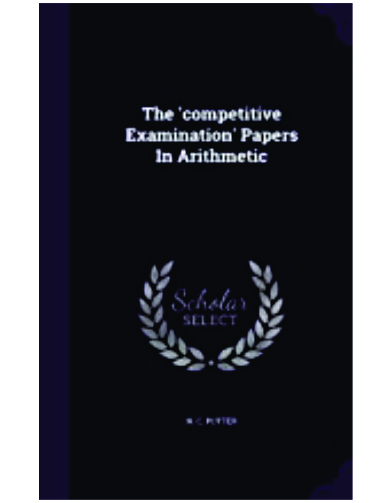 The 'competitive
Examination' Papers
In Arithmetic
Scholar
SELECT